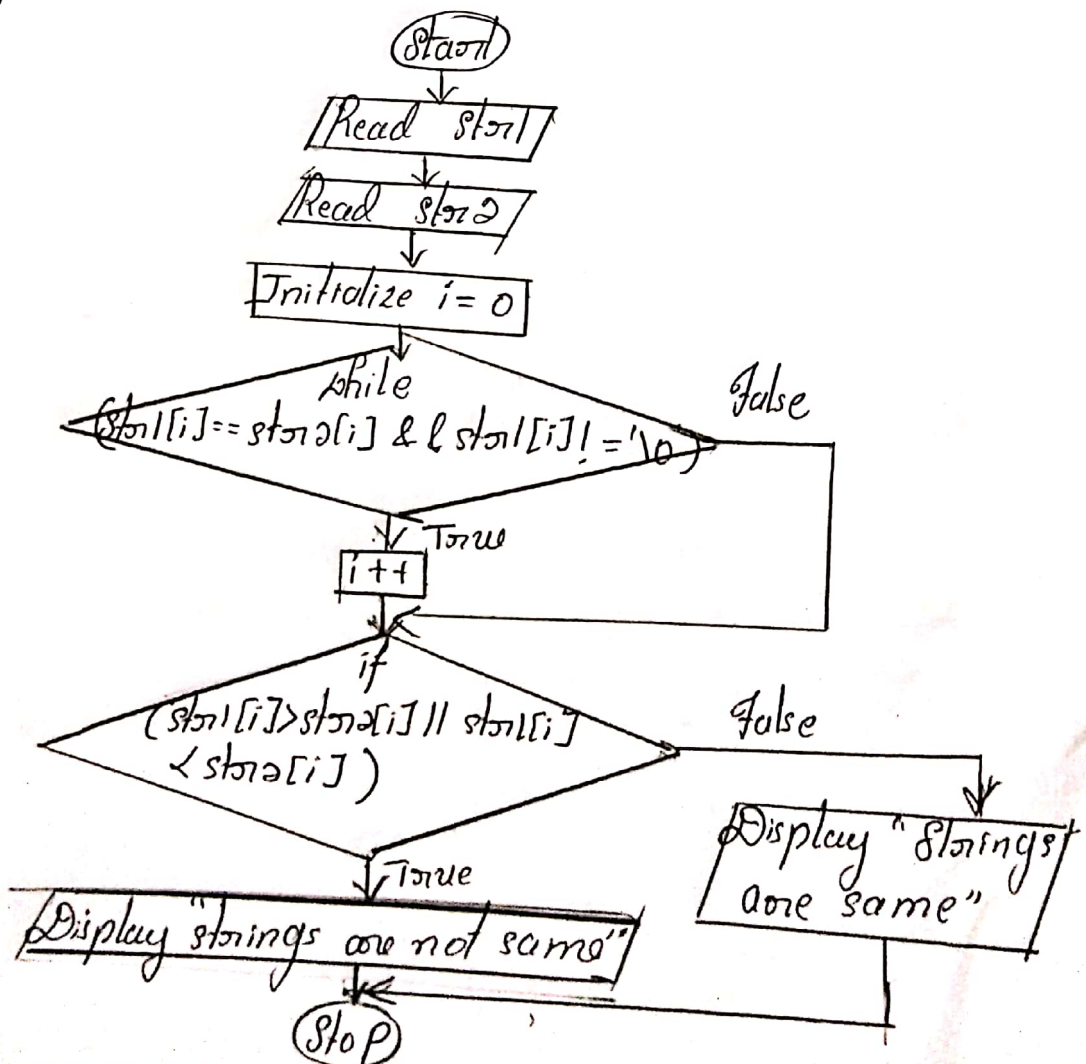 Start
Read str1
Read str2
Initialize i = 0
while
(str1[i]==str2[i] && str1[i]!='\0')
False
True
i++
if
(str1[i]>str2[i] || str1[i]
<str2[i])
False
True
Display "Strings
are same"
Display "strings are not same"
Stop